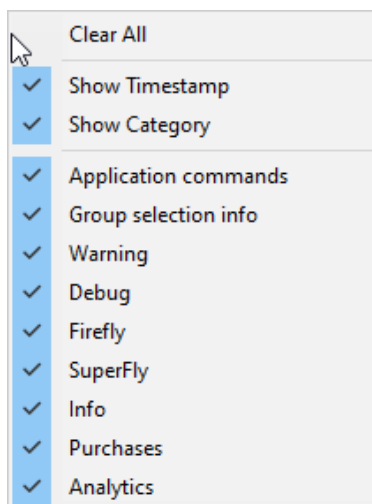 Clear All
Show Timestamp
Show Category
Application commands
Group selection info
Warning
Debug
Firefly
SuperFly
Info
Purchases
Analytics